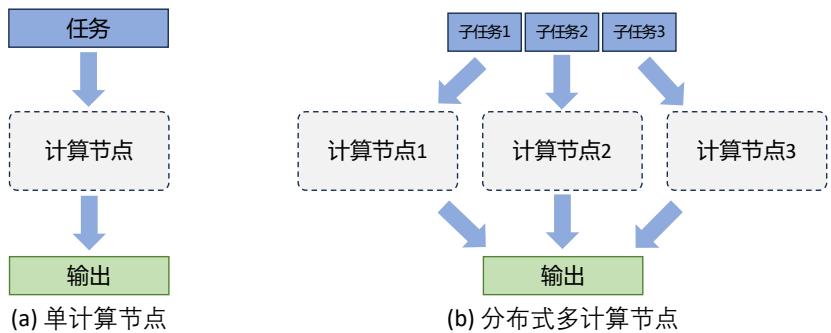 任务
计算节点
输出
(a) 单计算节点
子任务1 子任务2 子任务3
计算节点1 计算节点2 计算节点3
输出
(b) 分布式多计算节点